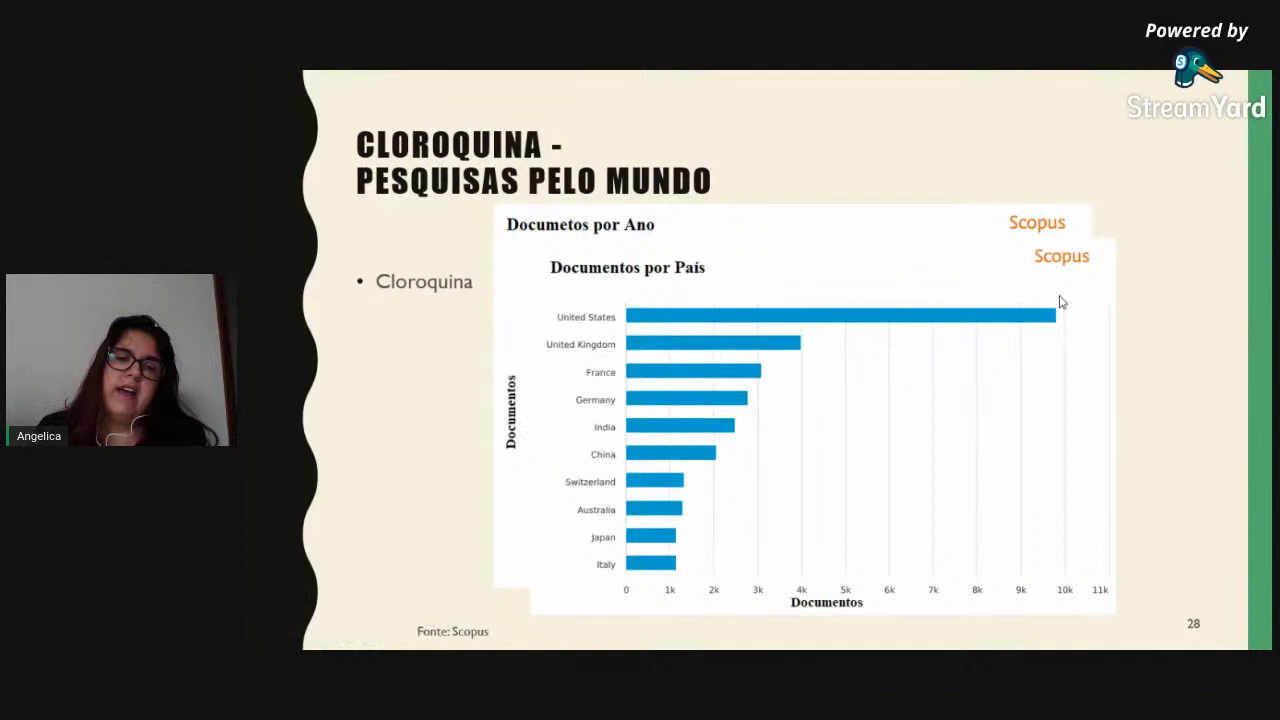 Powered by
StreamYard
CLOROQUINA -
PESQUISAS PELO MUNDO
Documetos por Ano
Scopus
Documentos por País
Scopus
• Cloroquina
United States
United Kingdom
France
Germany
India
China
Switzerland
Australia
Japan
Italy
Documentos
0 1k 2k 3k 4k 5k 6k 7k 8k 9k 10k 11k
Documentos
Fonte: Scopus
28
Angelica